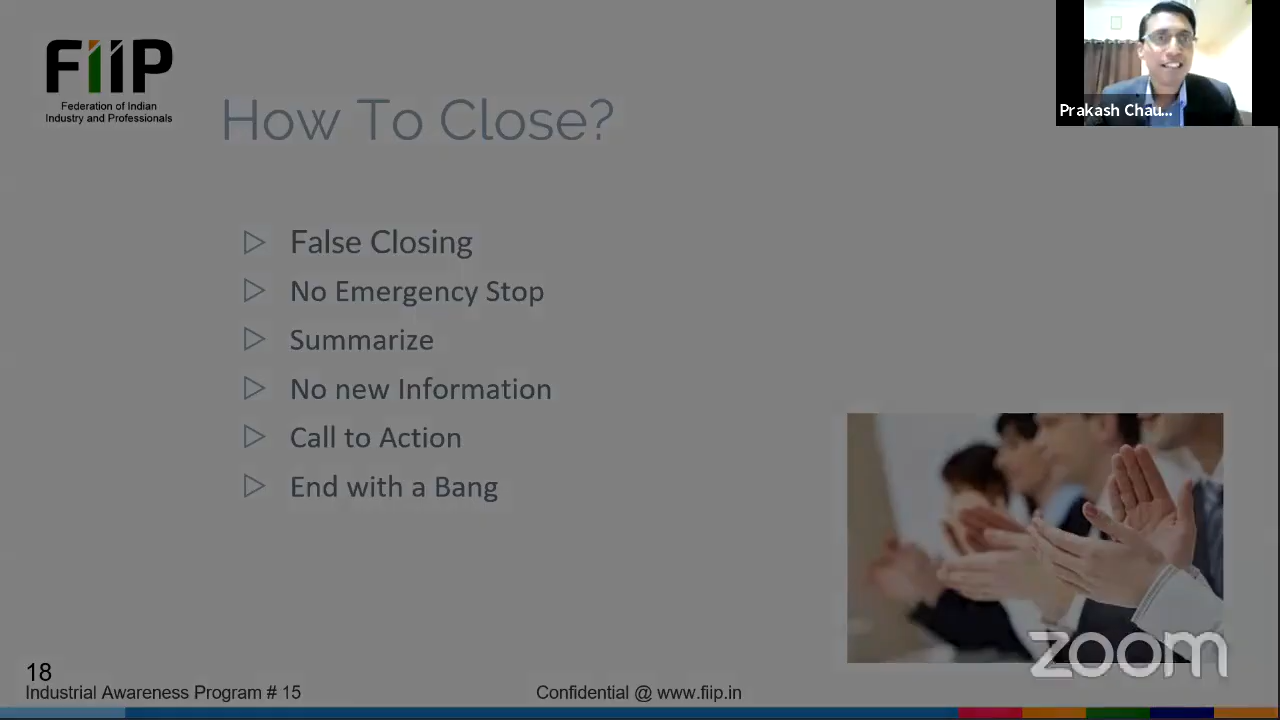 FiiP
Federation of Indian
Industry and Professionals
How To Close?
Prakash Chau...
False Closing
No Emergency Stop
Summarize
No new Information
Call to Action
End with a Bang
zoom
18
Industrial Awareness Program # 15
Confidential @ www.fiip.in